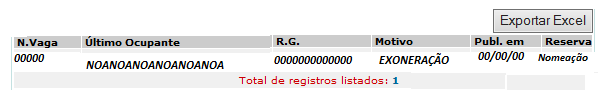 Exportar Excel
N.Vaga Último Ocupante R.G. Motivo Publ. em Reserva
00000 NOANOANOANOANOANOA 0000000000000 EXONERAÇÃO 00/00/00 Nomeação
Total de registros listados: 1